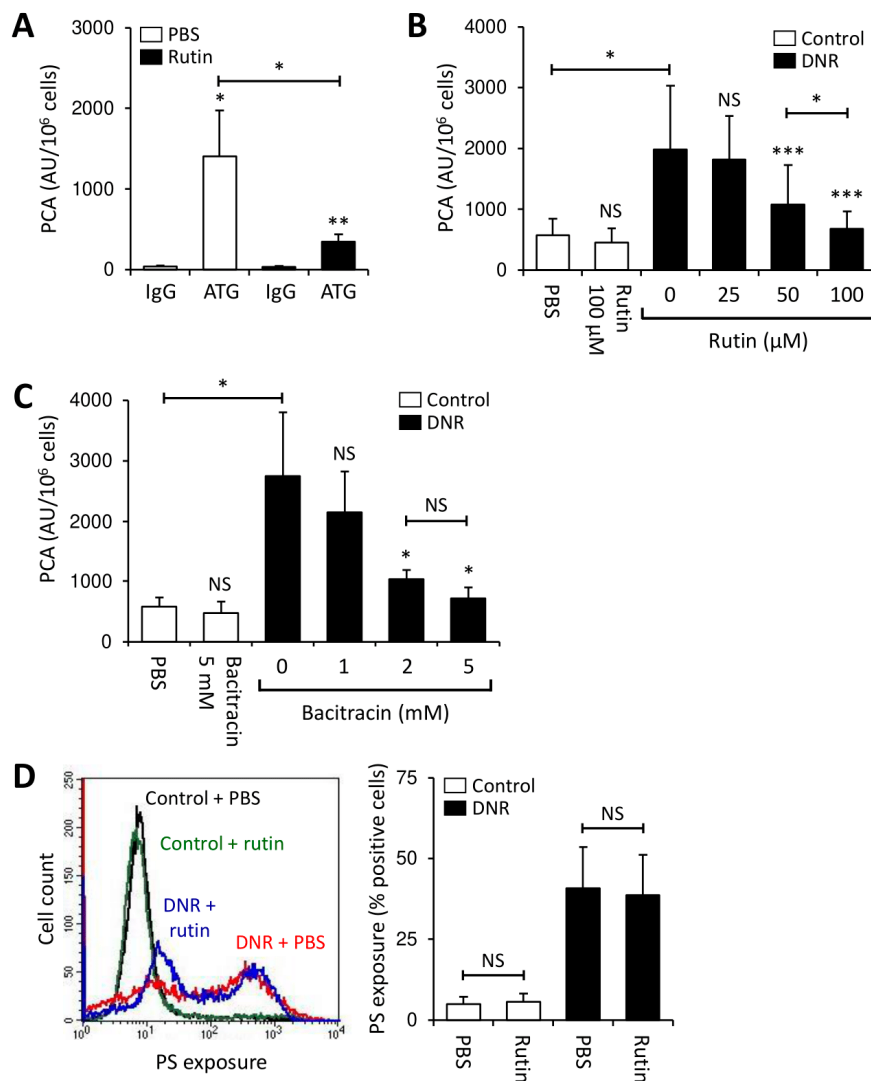 A
PBS
Rutin
PCA (AU/10⁶ cells)
3000
2000
1000
0
*
*
**
IgG
ATG
IgG
ATG
B
Control
DNR
PCA (AU/10⁶ cells)
4000
3000
2000
1000
0
*
NS
NS
***
*
***
PBS
Rutin
100 μM
0
25
50
100
Rutin (μM)
C
Control
DNR
PCA (AU/10⁶ cells)
4000
3000
2000
1000
0
*
NS
NS
NS
*
*
PBS
Bacitracin
5 mM
0
1
2
5
Bacitracin (mM)
D
Cell count
250
200
150
100
50
0
Control + PBS
Control + rutin
DNR +
rutin
DNR + PBS
10⁰
10¹
10²
10³
10⁴
PS exposure
Control
DNR
PS exposure (% positive cells)
75
50
25
0
NS
NS
PBS
Rutin
PBS
Rutin